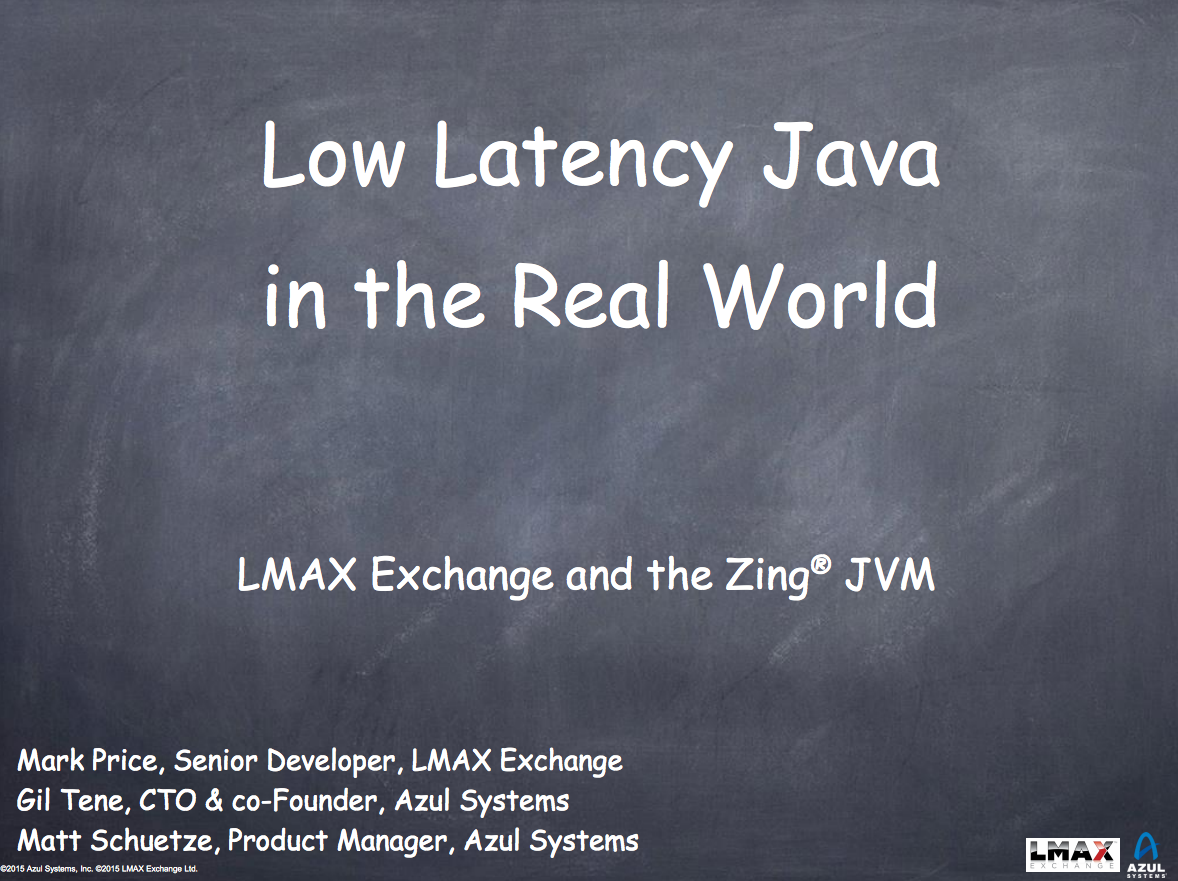 Low Latency Java
in the Real World
LMAX Exchange and the Zing® JVM
Mark Price, Senior Developer, LMAX Exchange
Gil Tene, CTO & co-Founder, Azul Systems
Matt Schuetze, Product Manager, Azul Systems
©2015 Azul Systems, Inc. ©2015 LMAX Exchange Ltd.
LMAX
EXCHANGE
AZUL
SYSTEMS